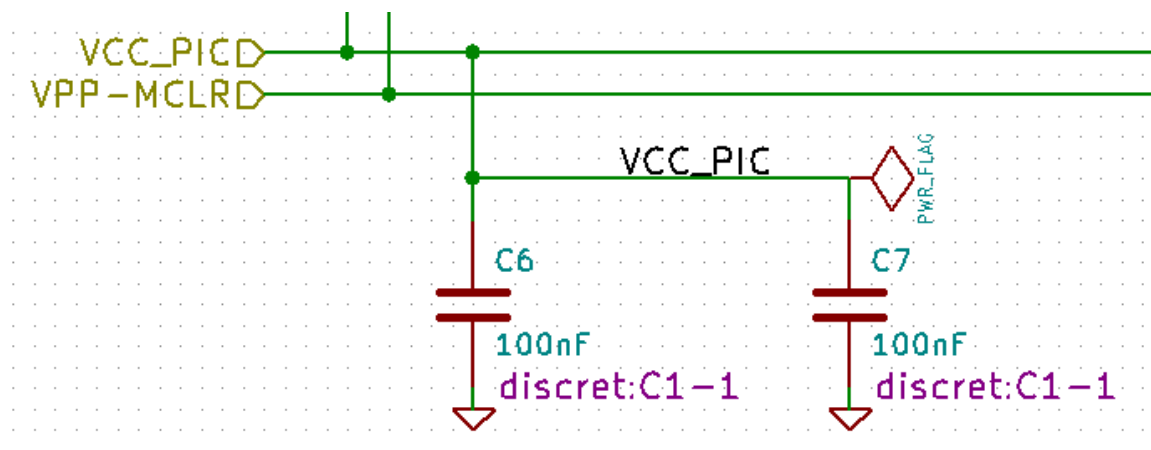 VCC_PIC
VPP-MCLR
VCC_PIC
PWR_FLAG
C6
C7
100nF
100nF
discret:C1-1
discret:C1-1